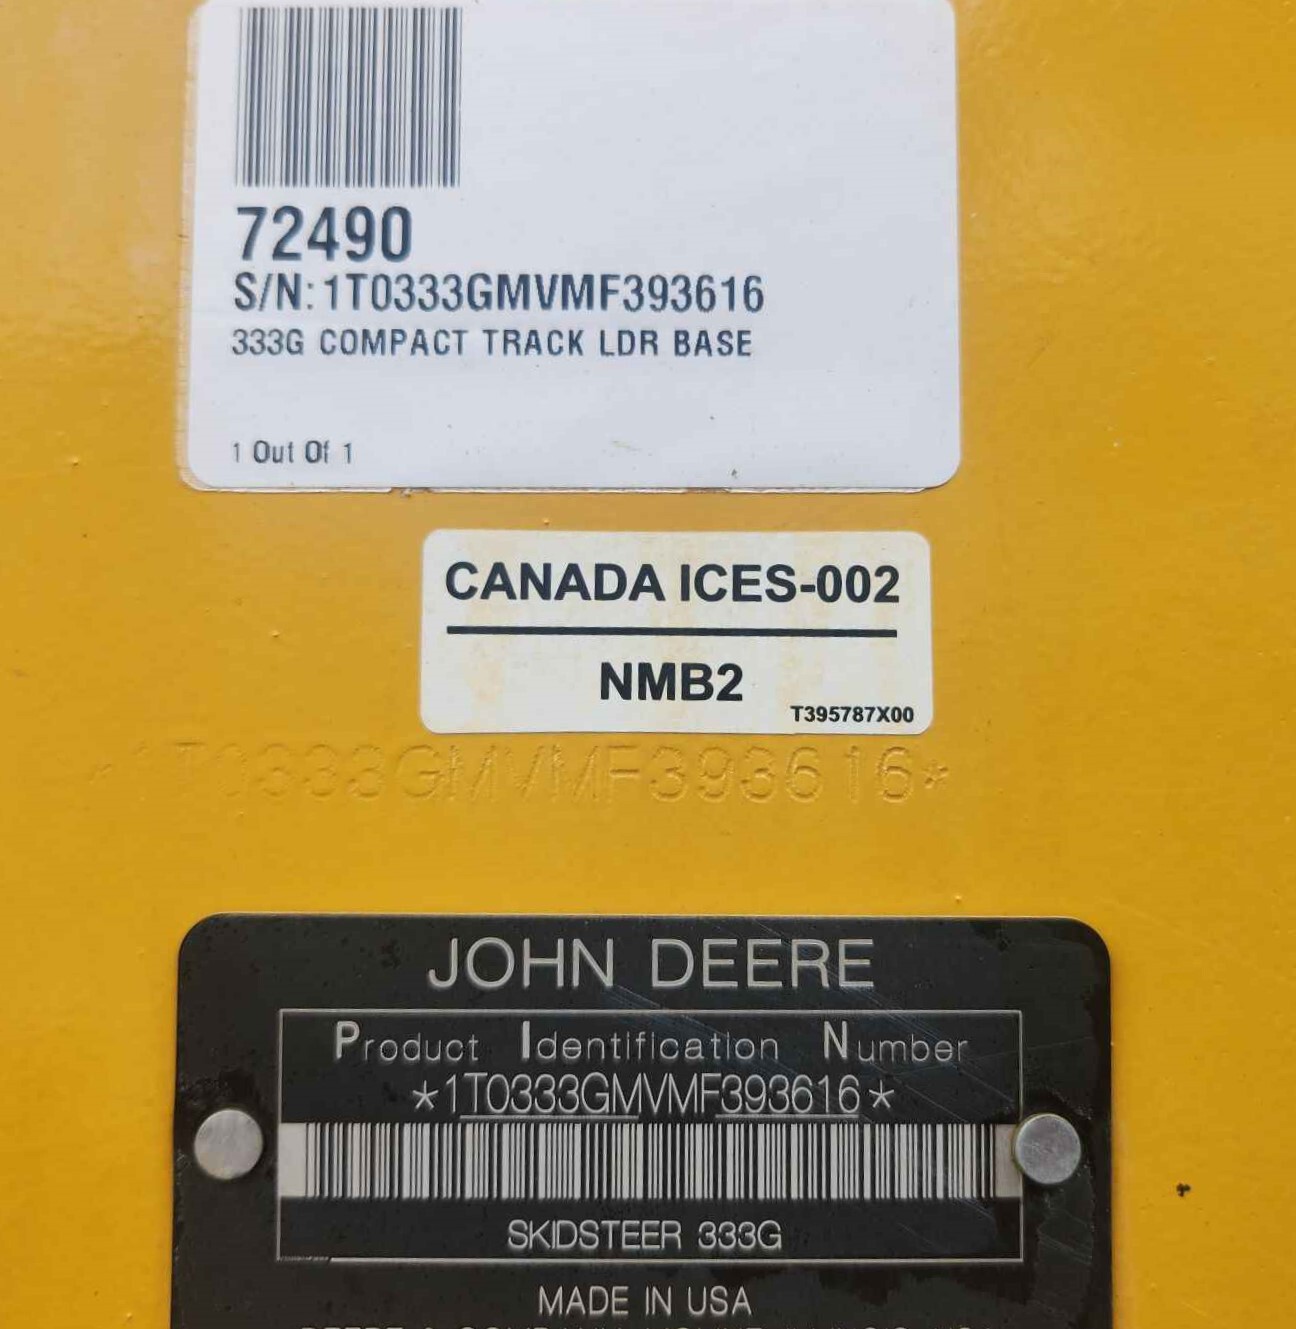 72490
S/N: 1T0333GMVMF393616
333G COMPACT TRACK LDR BASE
1 Out Of 1
CANADA ICES-002
NMB2
T395787X00
*1T0333GMVMF393616*
JOHN DEERE
Product Identification Number
*1T0333GMVMF393616*
SKIDSTEER 333G
MADE IN USA